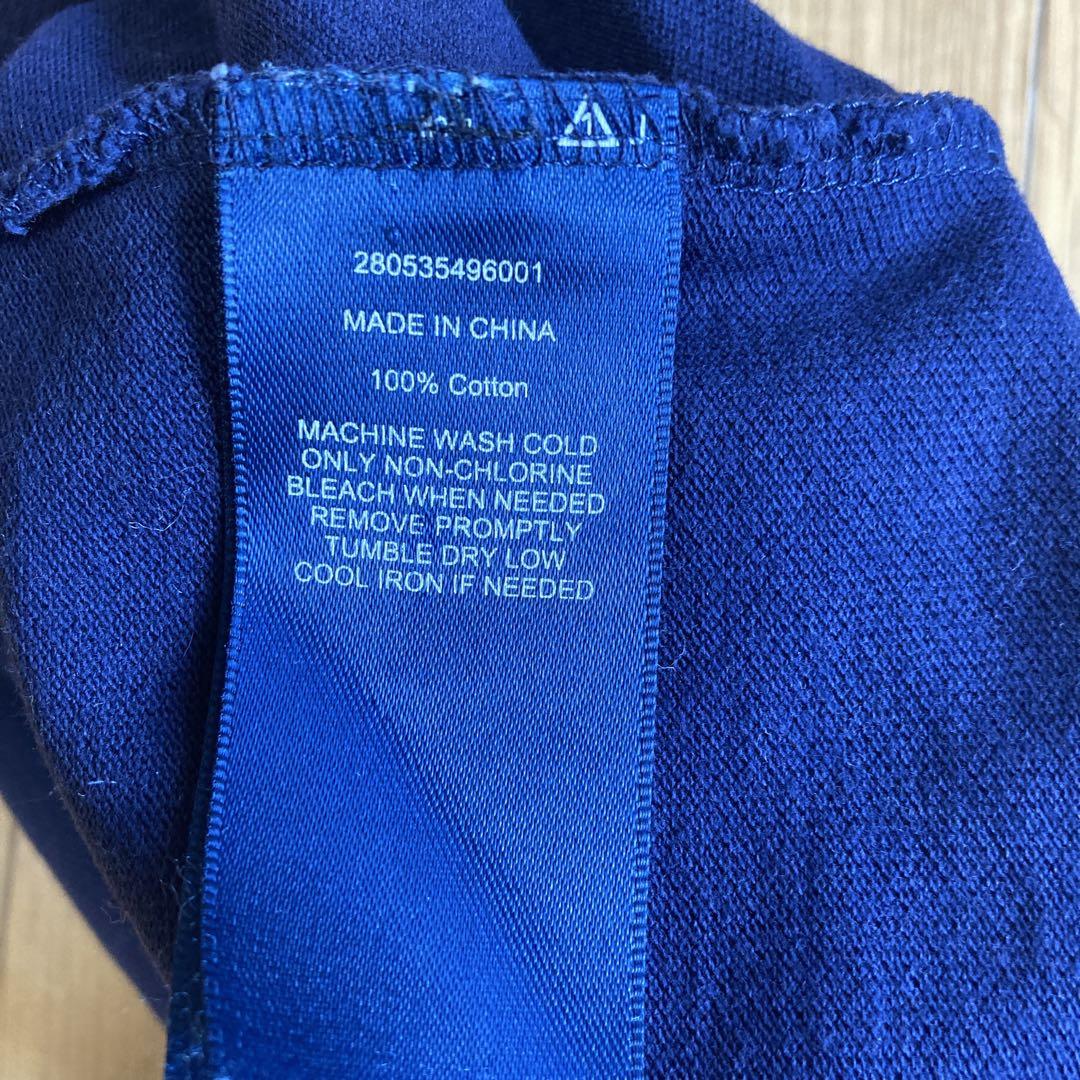 280535496001
MADE IN CHINA
100% Cotton
MACHINE WASH COLD
ONLY NON-CHLORINE
BLEACH WHEN NEEDED
REMOVE PROMPTLY
TUMBLE DRY LOW
COOL IRON IF NEEDED